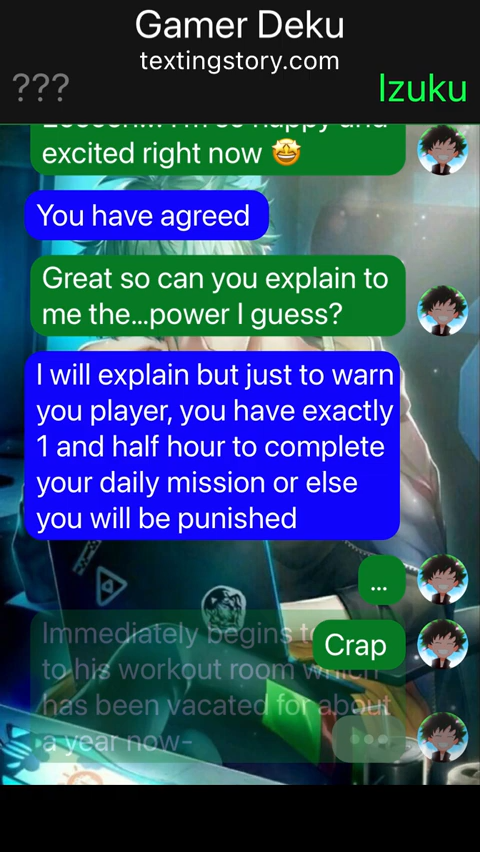 Gamer Deku
textingstory.com
??? Izuku
excited right now 🤩
You have agreed
Great so can you explain to
me the...power I guess?
I will explain but just to warn
you player, you have exactly
1 and half hour to complete
your daily mission or else
you will be punished
...
Crap
Immediately begins
to his workout room which
has been vacated for about
a year now-